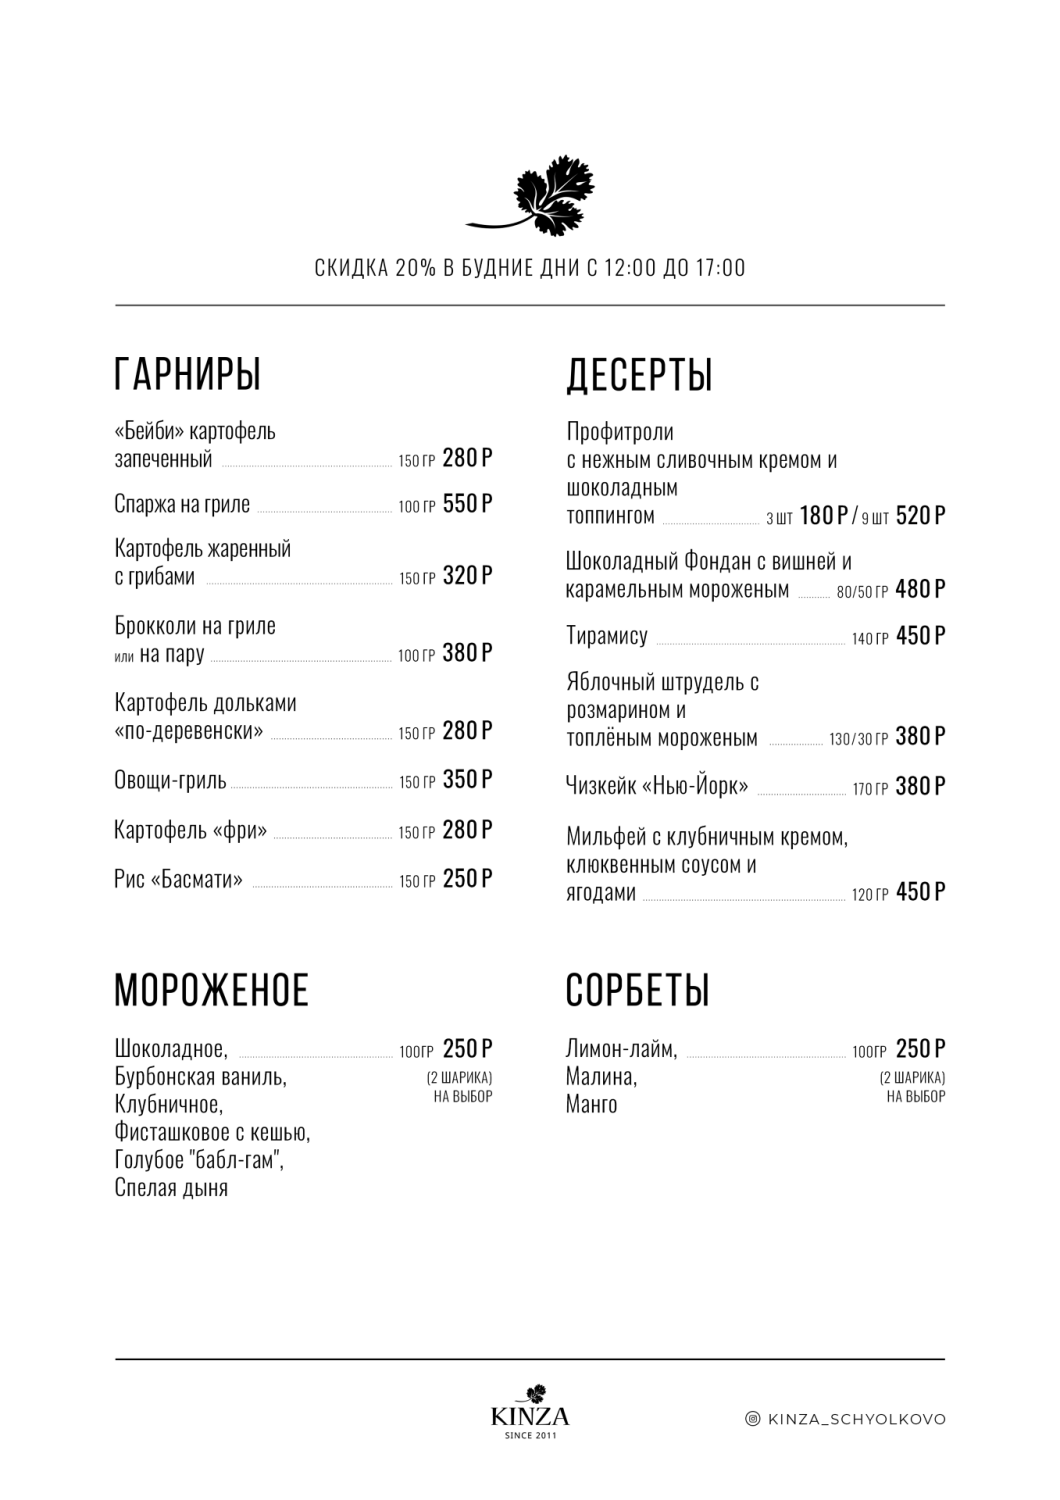 СКИДКА 20% В БУДНИЕ ДНИ С 12:00 ДО 17:00
ГАРНИРЫ
«Бейби» картофель
запеченный 150 ГР 280 Р
Спаржа на гриле 100 ГР 550 Р
Картофель жаренный
с грибами 150 ГР 320 Р
Брокколи на гриле
или на пару 100 ГР 380 Р
Картофель дольками
«по-деревенски» 150 ГР 280 Р
Овощи-гриль 150 ГР 350 Р
Картофель «фри» 150 ГР 280 Р
Рис «Басмати» 150 ГР 250 Р
ДЕСЕРТЫ
Профитроли
с нежным сливочным кремом и
шоколадным
топпингом 3 ШТ 180 Р / 9 ШТ 520 Р
Шоколадный Фондан с вишней и
карамельным мороженым 80/50 ГР 480 Р
Тирамису 140 ГР 450 Р
Яблочный штрудель с
розмарином и
топлёным мороженым 130/30 ГР 380 Р
Чизкейк «Нью-Йорк» 170 ГР 380 Р
Мильфей с клубничным кремом,
клюквенным соусом и
ягодами 120 ГР 450 Р
МОРОЖЕНОЕ
Шоколадное, 100ГР 250 Р
Бурбонская ваниль, (2 ШАРИКА)
Клубничное, НА ВЫБОР
Фисташковое с кешью,
Голубое "бабл-гам",
Спелая дыня
СОРБЕТЫ
Лимон-лайм, 100ГР 250 Р
Малина, (2 ШАРИКА)
Манго НА ВЫБОР
KINZA
SINCE 2011
KINZA_SCHYOLKOVO